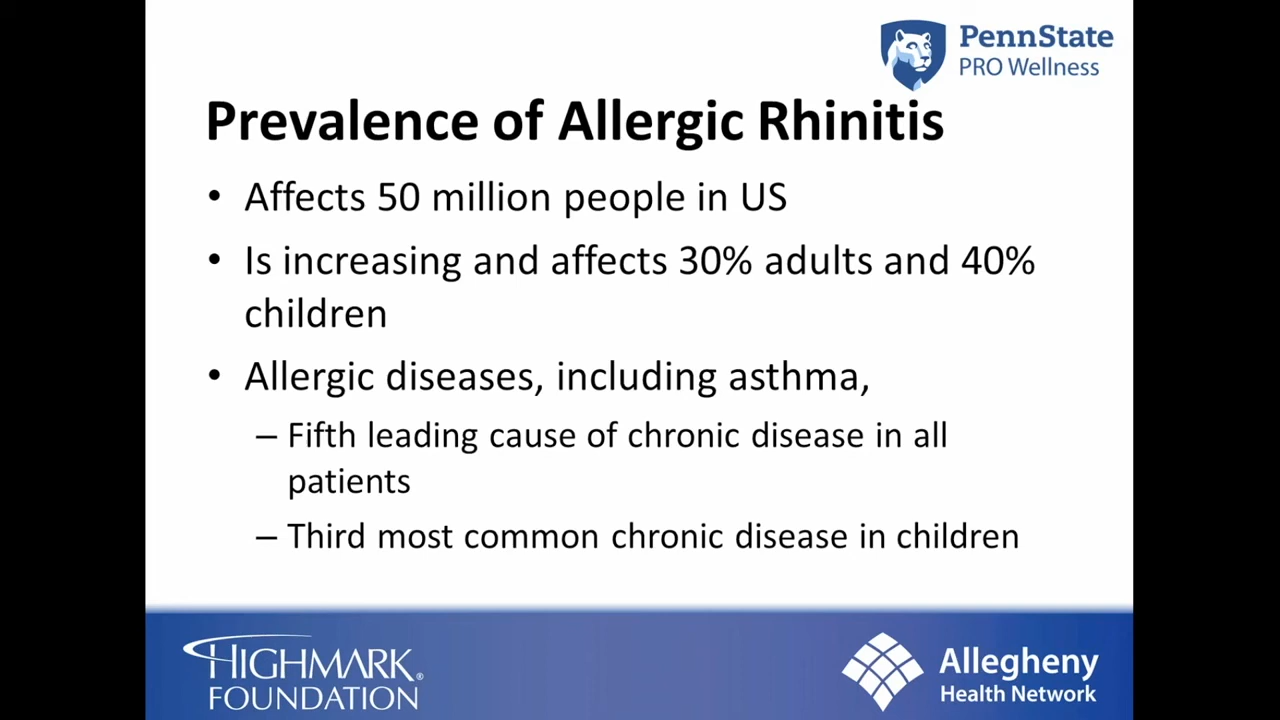 PennState
PRO Wellness
Prevalence of Allergic Rhinitis
• Affects 50 million people in US
• Is increasing and affects 30% adults and 40%
children
• Allergic diseases, including asthma,
– Fifth leading cause of chronic disease in all
patients
– Third most common chronic disease in children
HIGHMARK®
FOUNDATION
Allegheny
Health Network